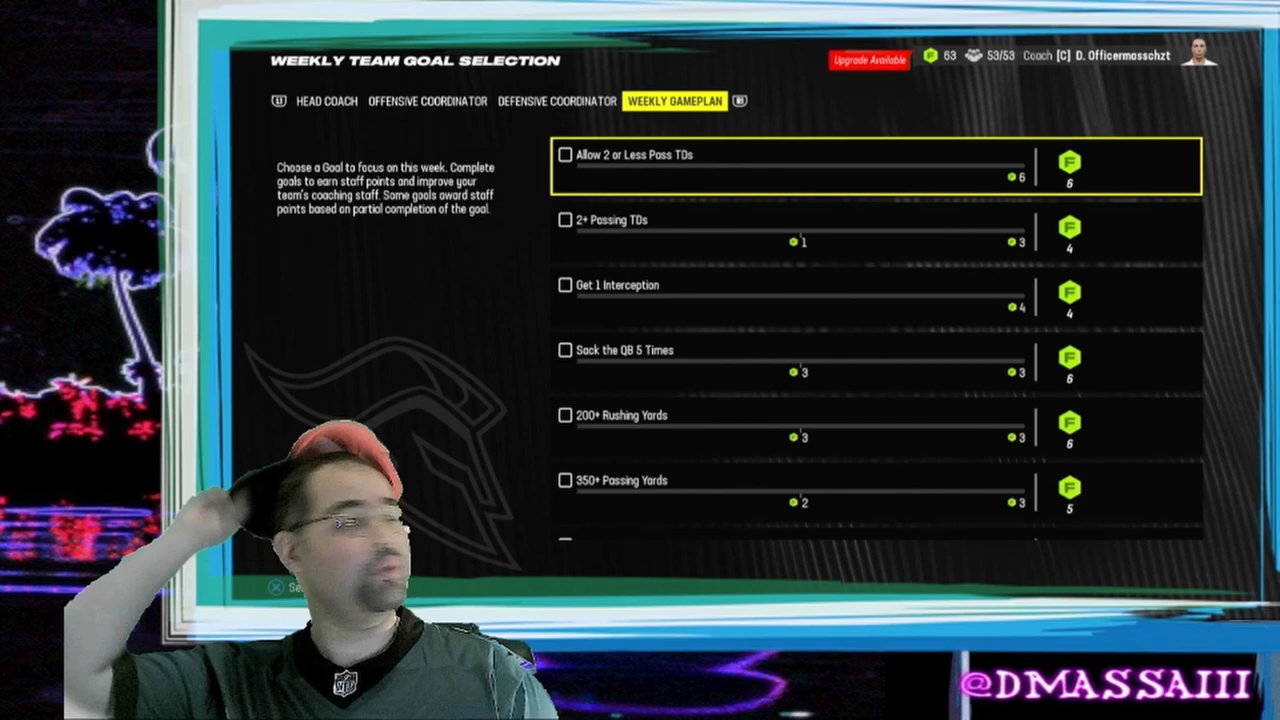 WEEKLY TEAM GOAL SELECTION
Upgrade Available
63
53/53
Coach [C] D. Officermasschzt
L1 HEAD COACH OFFENSIVE COORDINATOR DEFENSIVE COORDINATOR WEEKLY GAMEPLAN R1
Choose a Goal to focus on this week. Complete
goals to earn staff points and improve your
team's coaching staff. Some goals award staff
points based on partial completion of the goal.
Allow 2 or Less Pass TDs
6
F
6
2+ Passing TDs
1
3
F
4
Get 1 Interception
4
F
4
Sack the QB 5 Times
3
3
F
6
200+ Rushing Yards
3
3
F
6
350+ Passing Yards
2
3
F
5
NFL
@DMASSAIII